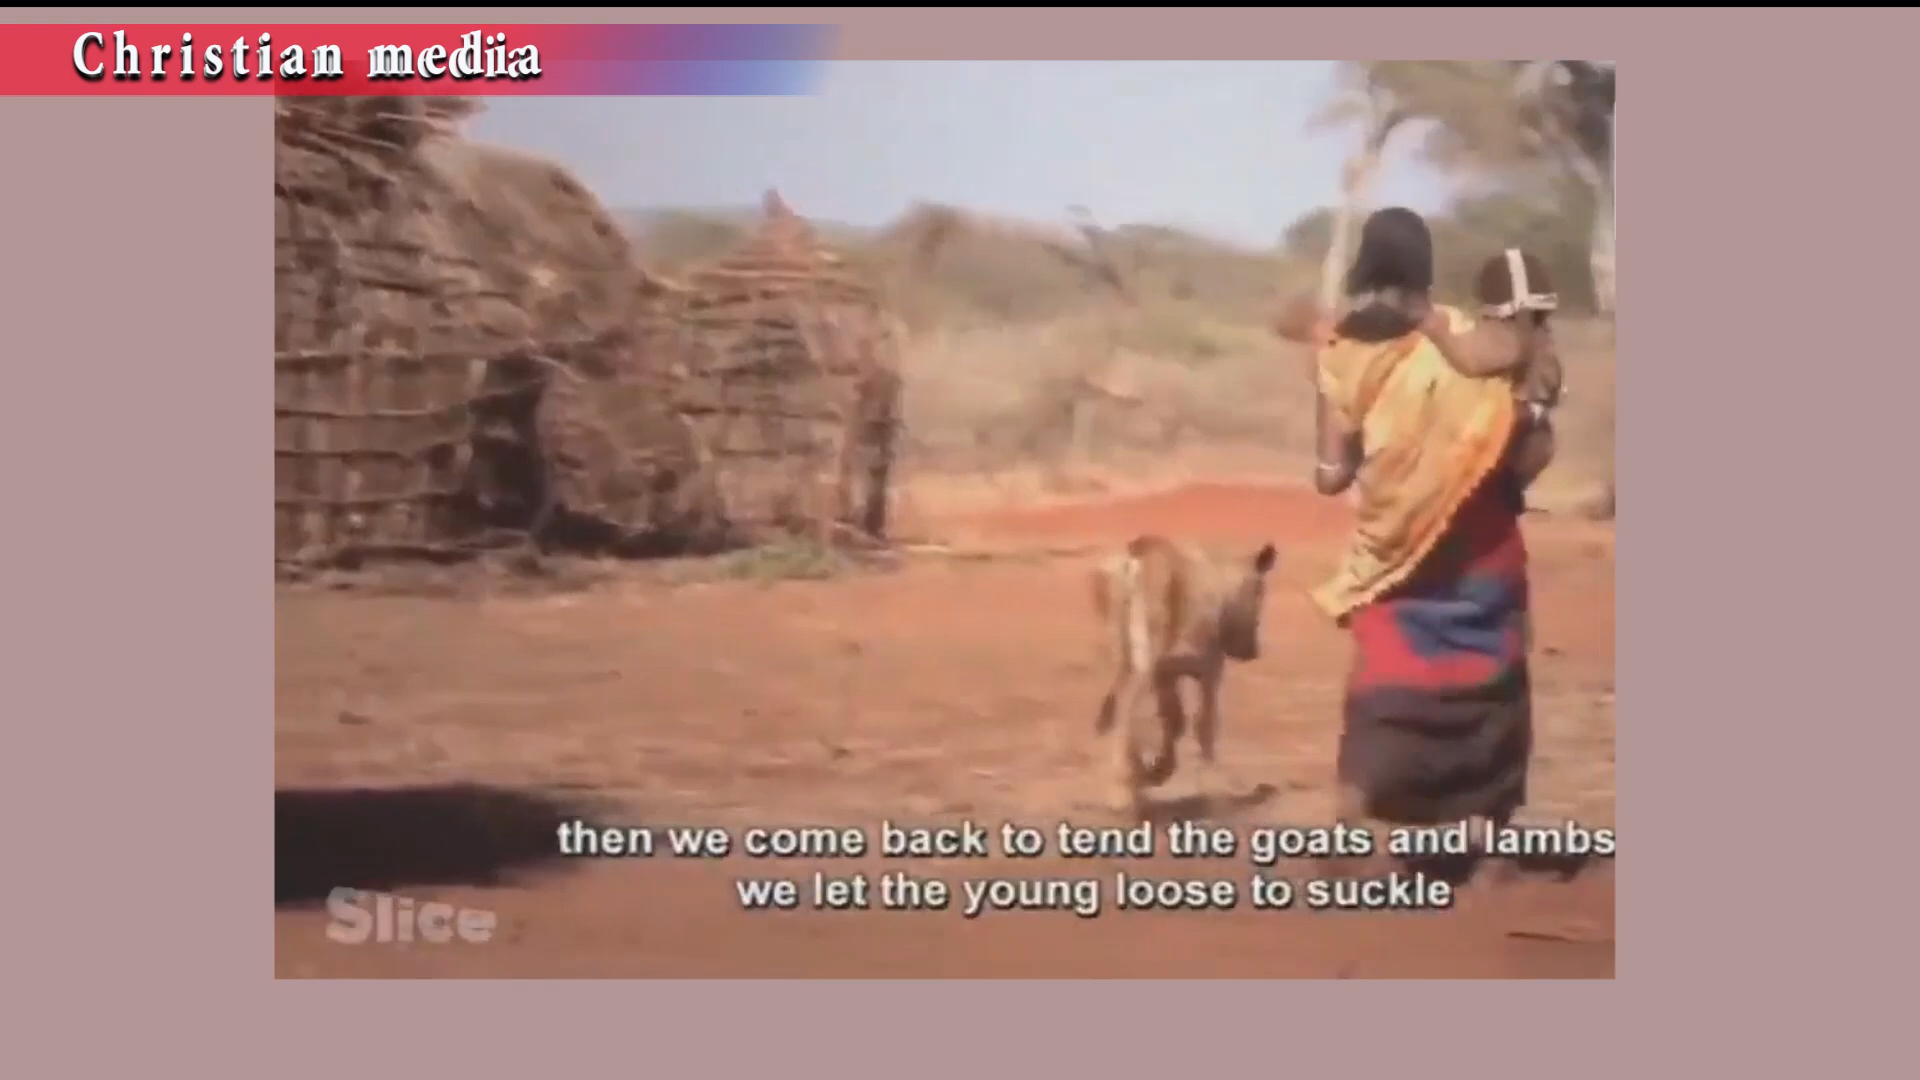 Christian media
then we come back to tend the goats and lambs
we let the young loose to suckle
Slice